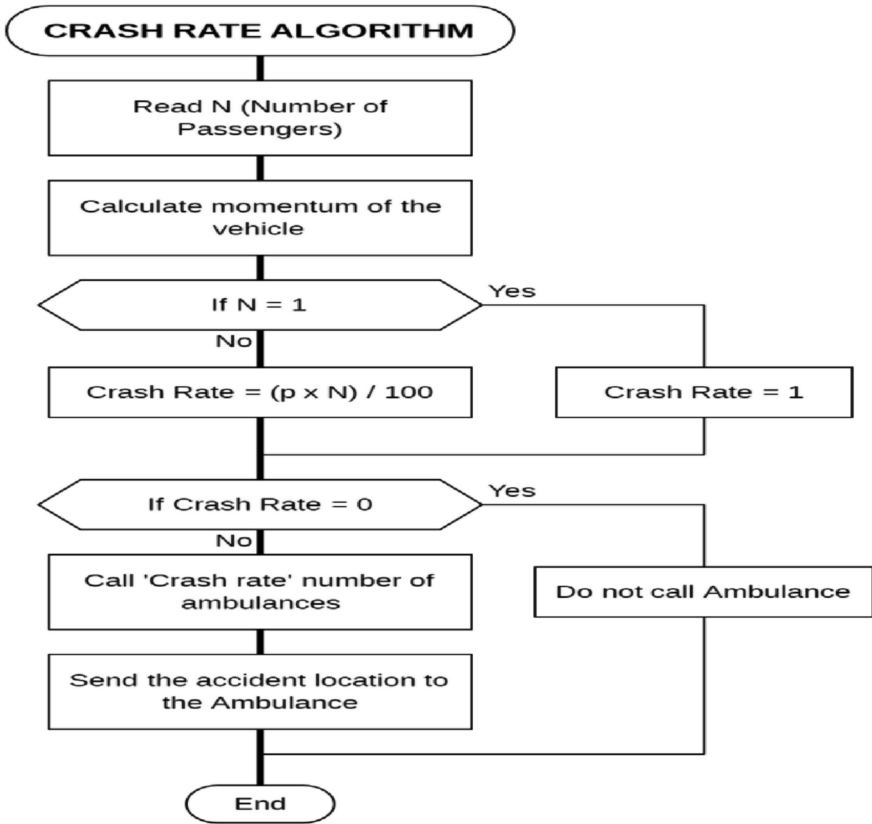 CRASH RATE ALGORITHM
Read N (Number of
Passengers)
Calculate momentum of the
vehicle
If N = 1
Yes
No
Crash Rate = (p x N) / 100
Crash Rate = 1
If Crash Rate = 0
Yes
No
Call 'Crash rate' number of
ambulances
Do not call Ambulance
Send the accident location to
the Ambulance
End